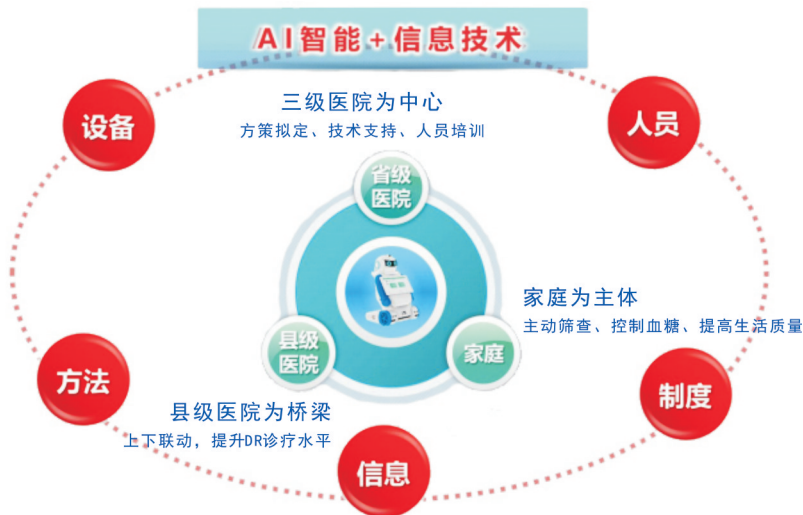 AI智能+信息技术
设备
人员
三级医院为中心
方策拟定、技术支持、人员培训
省级
医院
家庭为主体
主动筛查、控制血糖、提高生活质量
县级
医院
家庭
方法
制度
县级医院为桥梁
上下联动，提升DR诊疗水平
信息